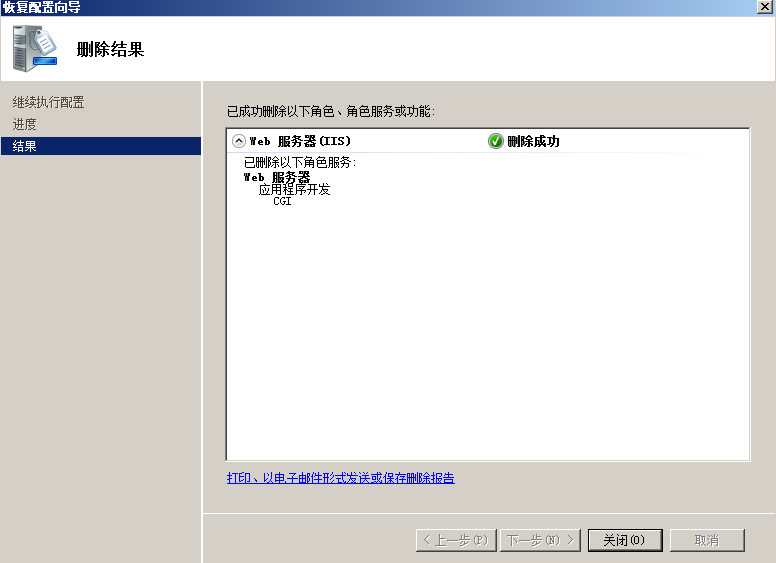 恢复配置向导
删除结果
继续执行配置
进度
结果
已成功删除以下角色、角色服务或功能:
Web 服务器(IIS)
删除成功
已删除以下角色服务:
Web 服务器
应用程序开发
CGI
打印、以电子邮件形式发送或保存删除报告
< 上一步(P)
下一步(N) >
关闭(O)
取消